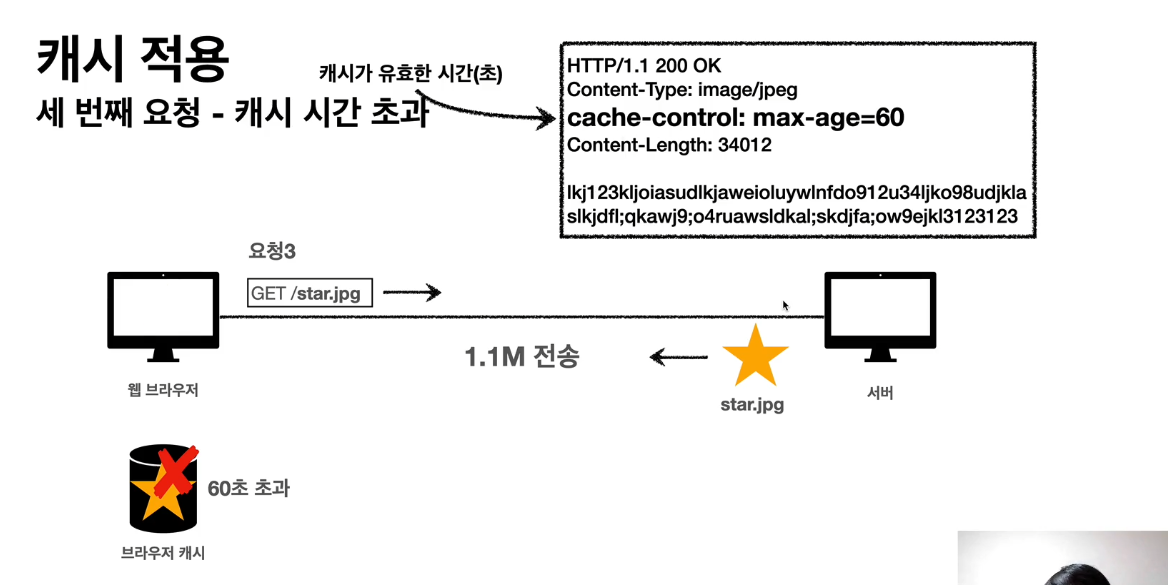 캐시 적용
세 번째 요청 - 캐시 시간 초과
캐시가 유효한 시간(초)
HTTP/1.1 200 OK
Content-Type: image/jpeg
cache-control: max-age=60
Content-Length: 34012
lkj123kljoiasudlkjaweioluywlnfdo912u34ljko98udjkla
slkjdfl;qkawj9;o4ruawsldkal;skdjfa;ow9ejkl3123123
요청3
GET /star.jpg
1.1M 전송
star.jpg
웹 브라우저
서버
60초 초과
브라우저 캐시